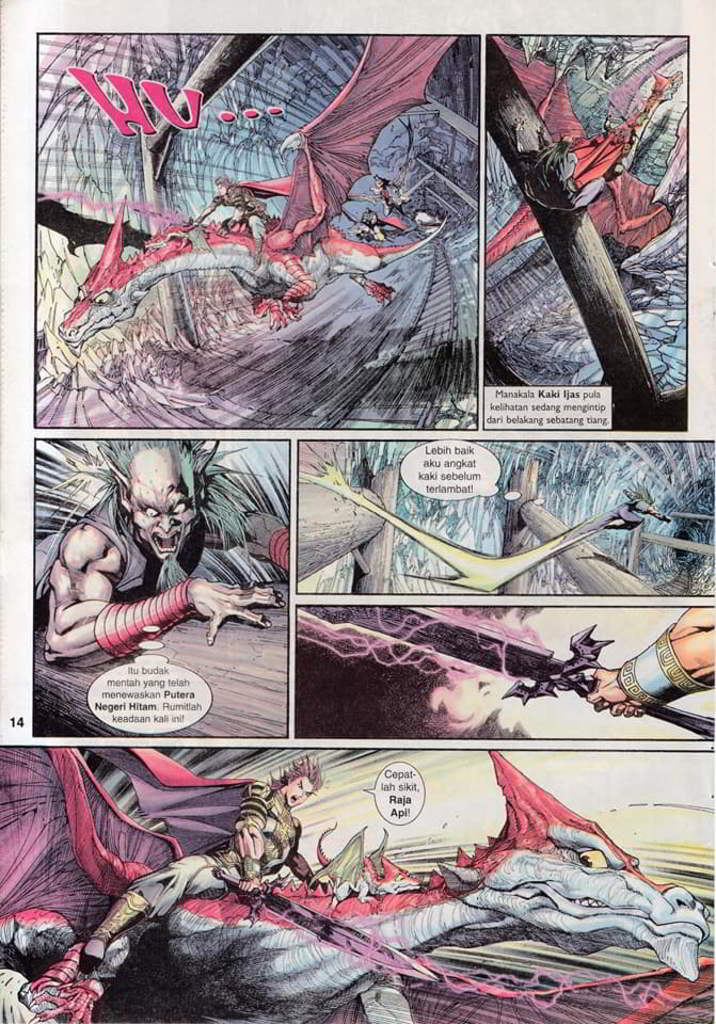 HU...
Manakala Kaki Ijas pula
kelihatan sedang mengintip
dari belakang sebatang tiang.
Lebih baik
aku angkat
kaki sebelum
terlambat!
Itu budak
mentah yang telah
menewaskan Putera
Negeri Hitam. Rumitlah
keadaan kali ini!
14
Cepat-
lah sikit,
Raja
Api!